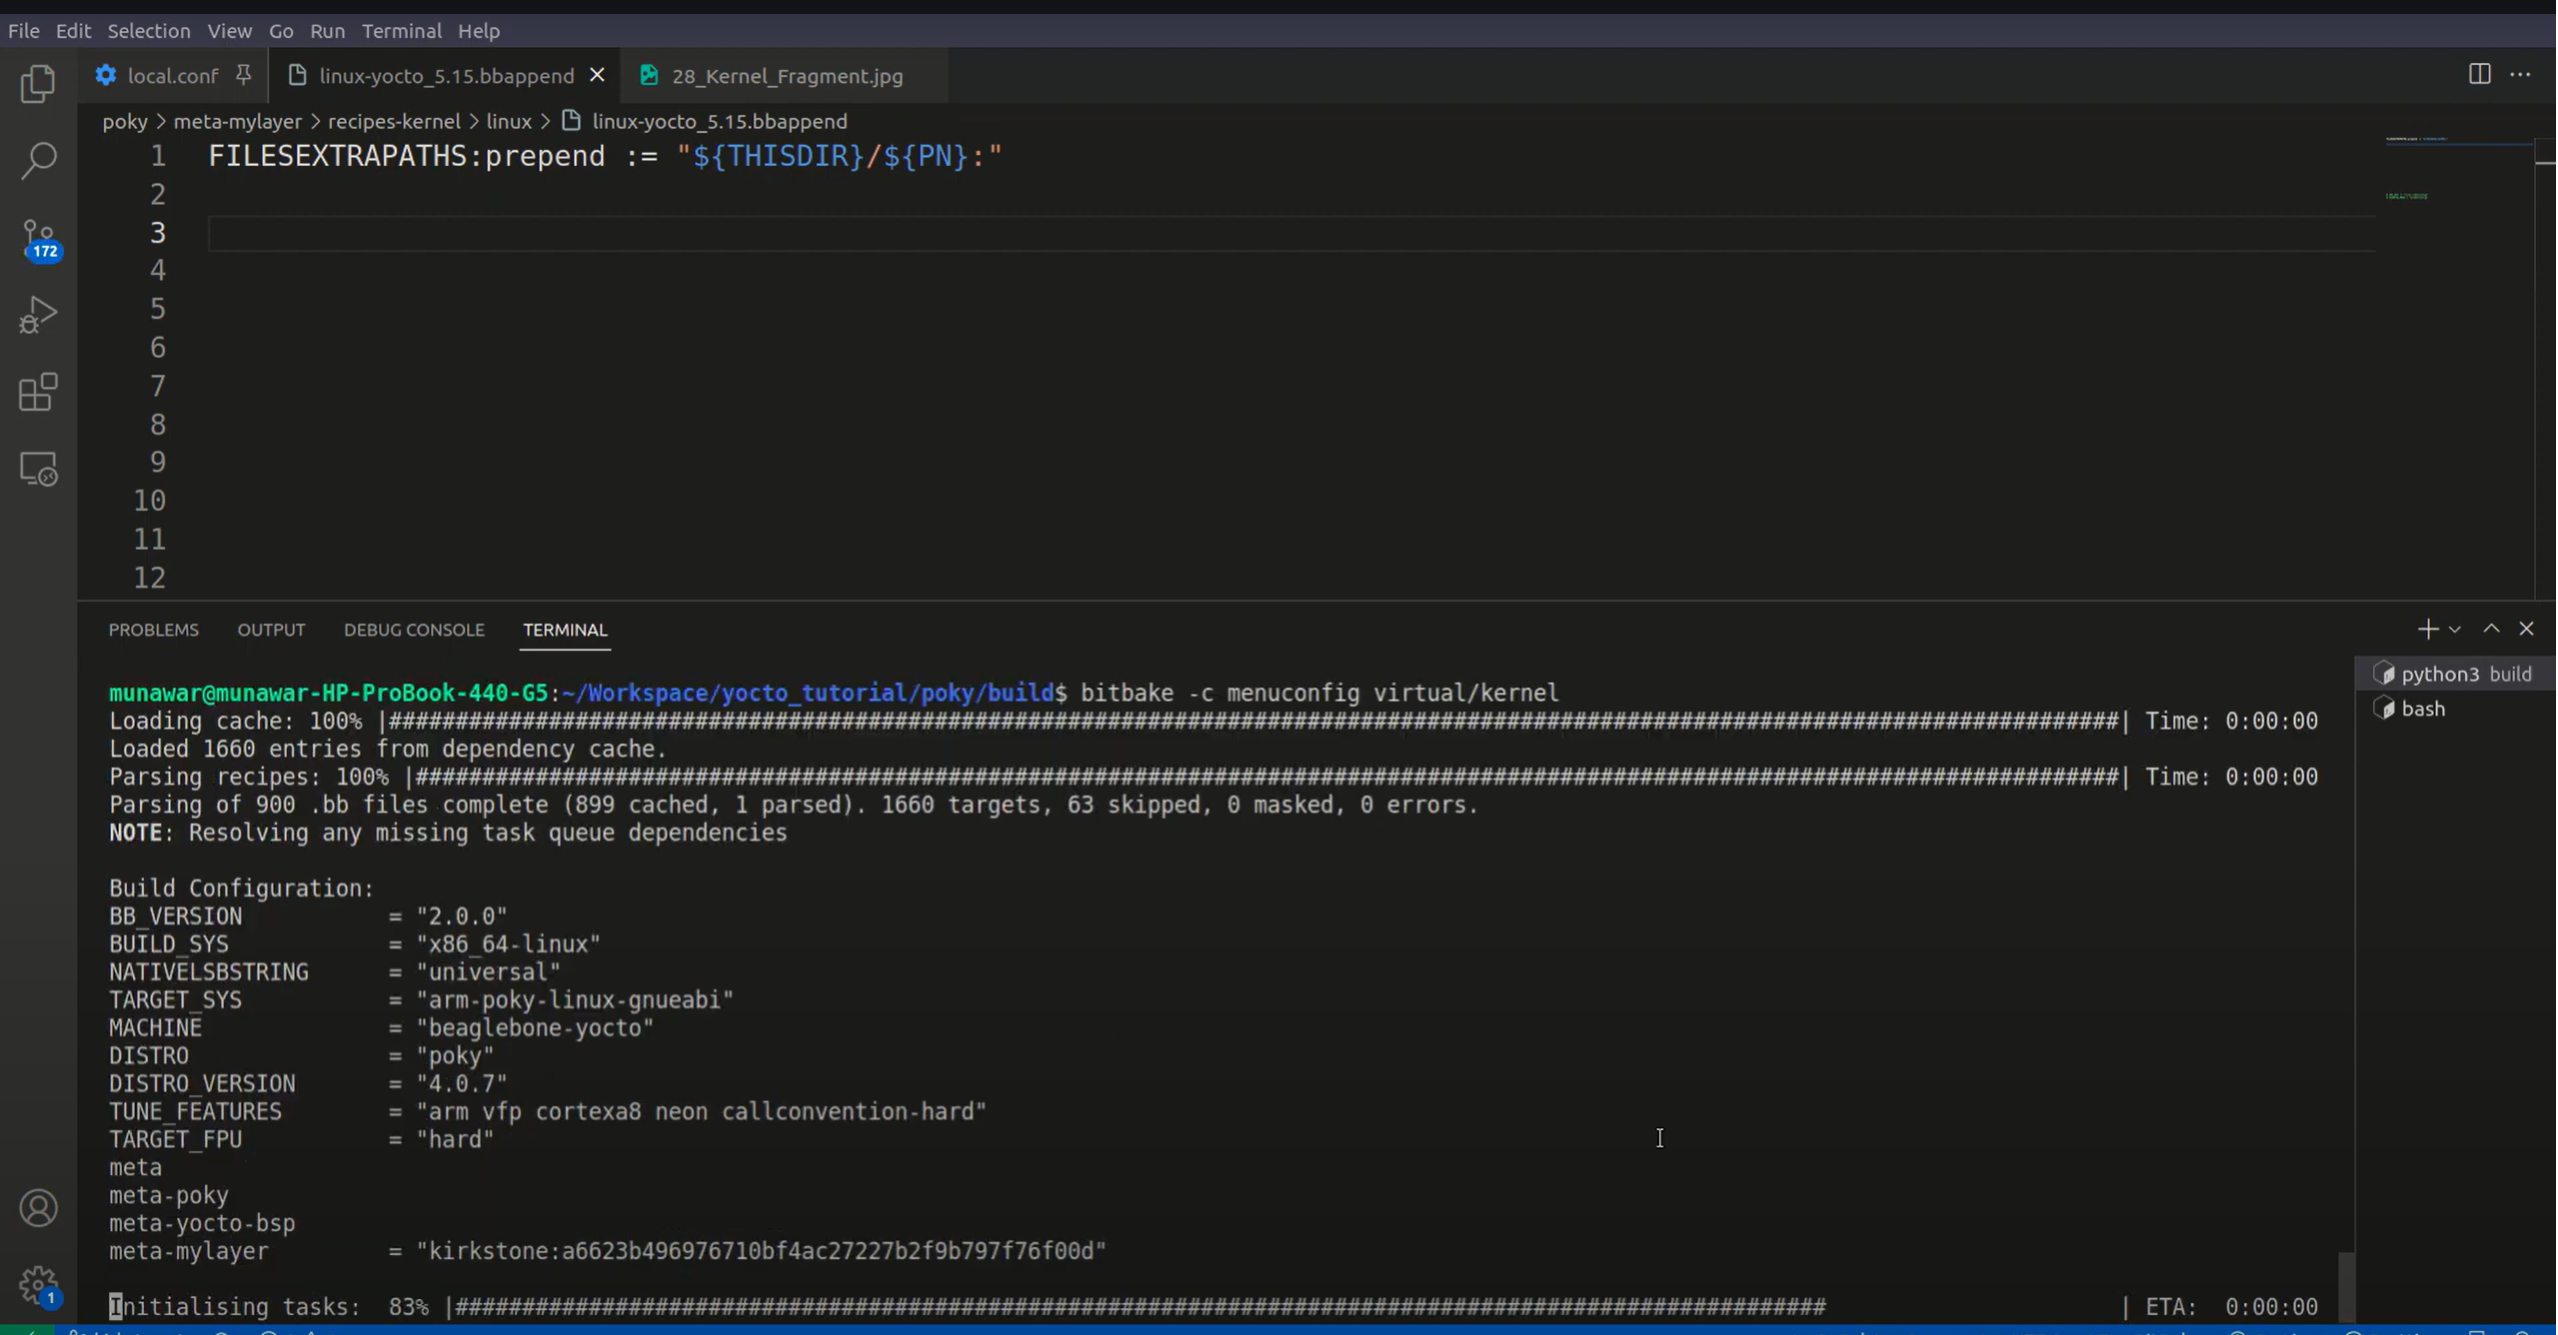 File Edit Selection View Go Run Terminal Help
local.conf linux-yocto_5.15.bbappend 28_Kernel_Fragment.jpg
poky > meta-mylayer > recipes-kernel > linux > linux-yocto_5.15.bbappend
1 FILESEXTRAPATHS:prepend := "${THISDIR}/${PN}:"
2
3
4
5
6
7
8
9
10
11
12
172
PROBLEMS OUTPUT DEBUG CONSOLE TERMINAL
python3 build
bash
munawar@munawar-HP-ProBook-440-G5:~/Workspace/yocto_tutorial/poky/build$ bitbake -c menuconfig virtual/kernel
Loading cache: 100% |##################################################################################################################################| Time: 0:00:00
Loaded 1660 entries from dependency cache.
Parsing recipes: 100% |################################################################################################################################| Time: 0:00:00
Parsing of 900 .bb files complete (899 cached, 1 parsed). 1660 targets, 63 skipped, 0 masked, 0 errors.
NOTE: Resolving any missing task queue dependencies
Build Configuration:
BB_VERSION = "2.0.0"
BUILD_SYS = "x86_64-linux"
NATIVELSBSTRING = "universal"
TARGET_SYS = "arm-poky-linux-gnueabi"
MACHINE = "beaglebone-yocto"
DISTRO = "poky"
DISTRO_VERSION = "4.0.7"
TUNE_FEATURES = "arm vfp cortexa8 neon callconvention-hard"
TARGET_FPU = "hard"
meta
meta-poky
meta-yocto-bsp
meta-mylayer = "kirkstone:a6623b496976710bf4ac27227b2f9b797f76f00d"
Initialising tasks: 83% |####################################################################################################### | ETA: 0:00:00
1